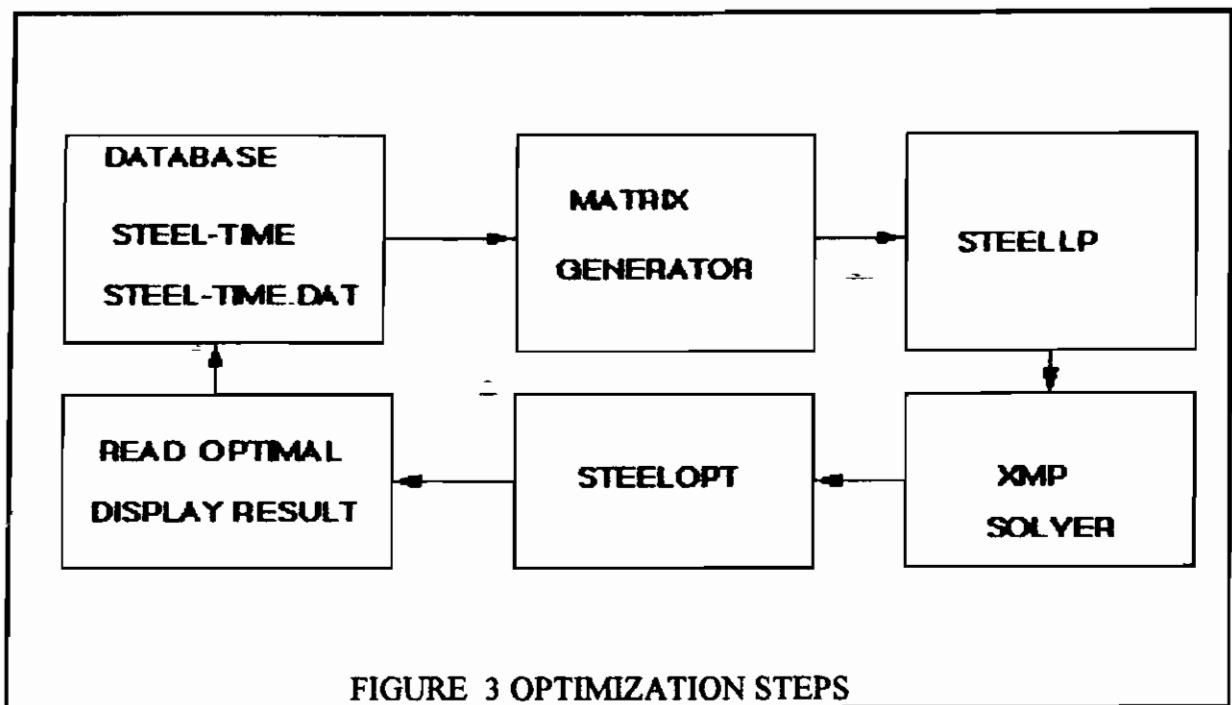 DATABASE
STEEL-TIME
STEEL-TIME.DAT
MATRIX
GENERATOR
STEELLP
READ OPTIMAL
DISPLAY RESULT
STEELOPT
XMP
SOLYER
FIGURE 3 OPTIMIZATION STEPS